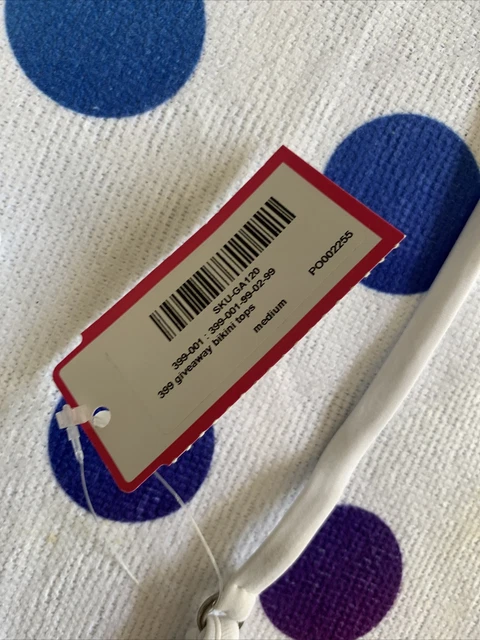 SKU-GA120
399-001 : 399-001-99-02-99
399 giveaway bikini tops
medium
PO002255